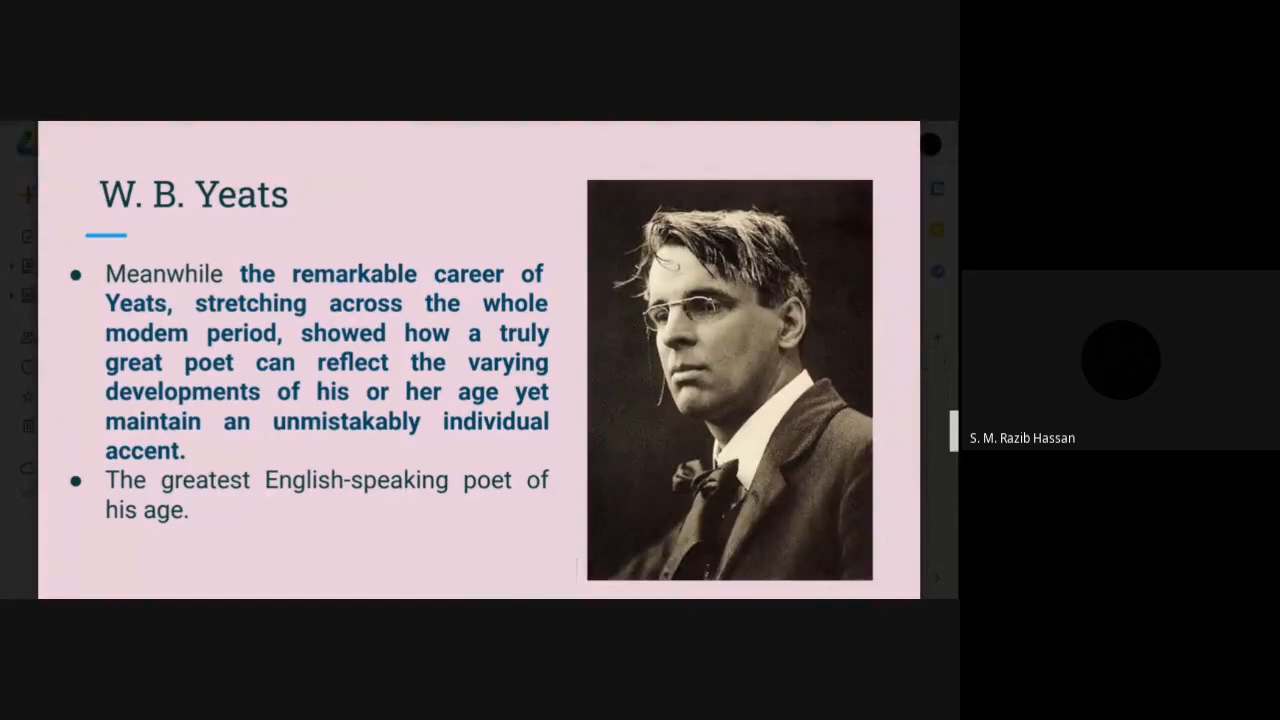 W. B. Yeats
● Meanwhile the remarkable career of
Yeats, stretching across the whole
modem period, showed how a truly
great poet can reflect the varying
developments of his or her age yet
maintain an unmistakably individual
accent.
● The greatest English-speaking poet of
his age.
S. M. Razib Hassan